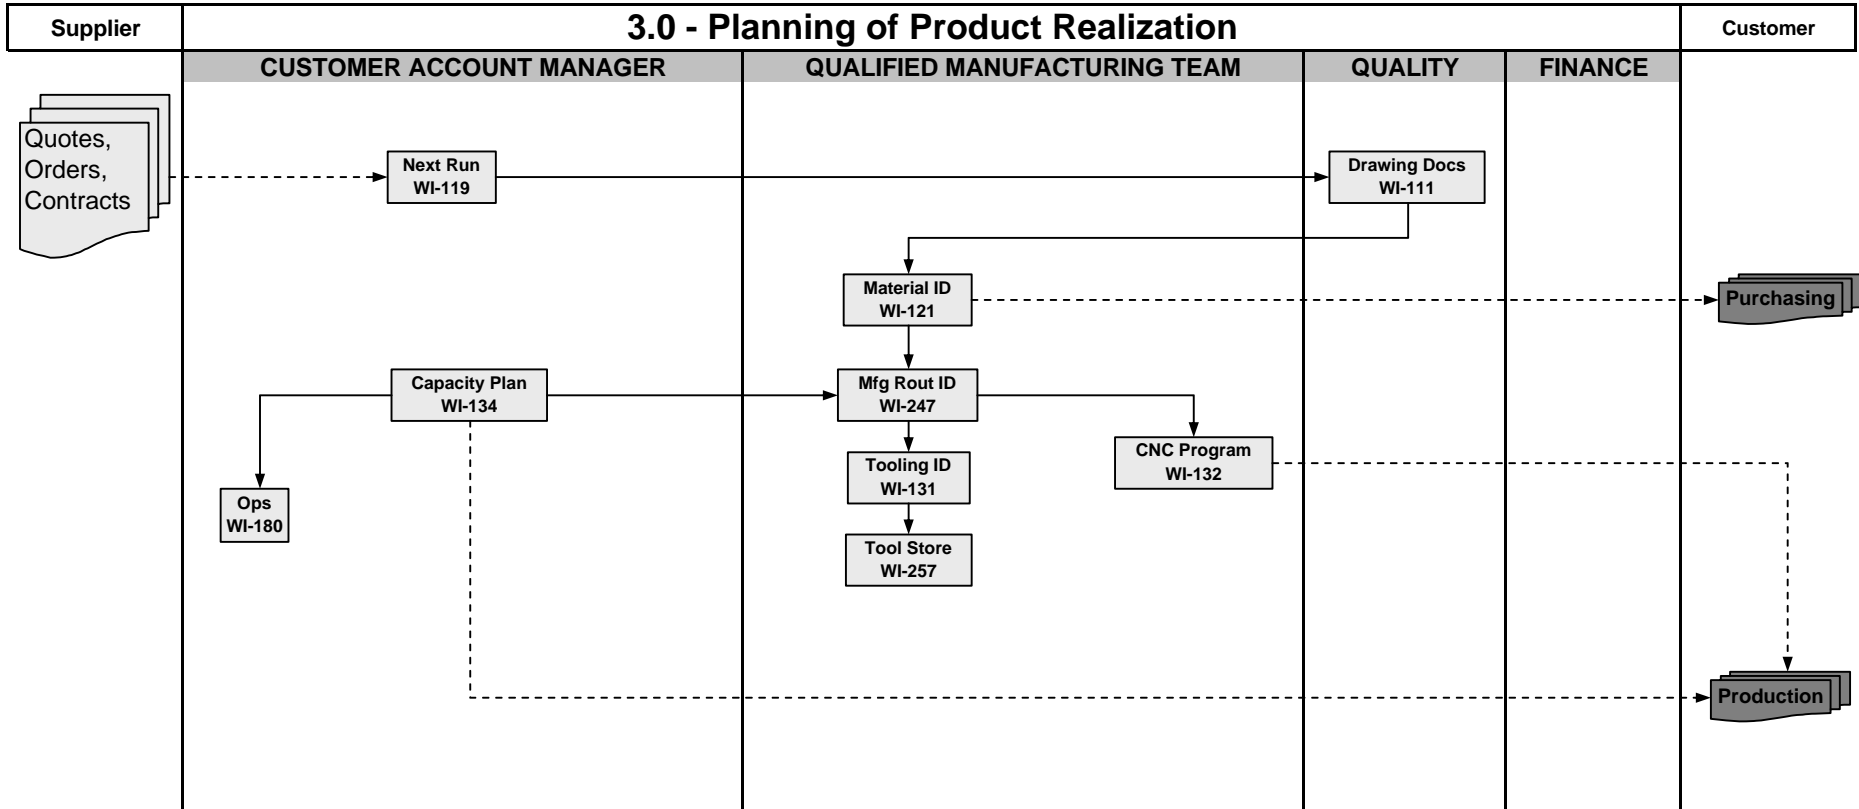 Supplier
3.0 - Planning of Product Realization
Customer
CUSTOMER ACCOUNT MANAGER
QUALIFIED MANUFACTURING TEAM
QUALITY
FINANCE
Quotes,
Orders,
Contracts
Next Run
WI-119
Drawing Docs
WI-111
Material ID
WI-121
Purchasing
Capacity Plan
WI-134
Mfg Rout ID
WI-247
CNC Program
WI-132
Tooling ID
WI-131
Ops
WI-180
Tool Store
WI-257
Production